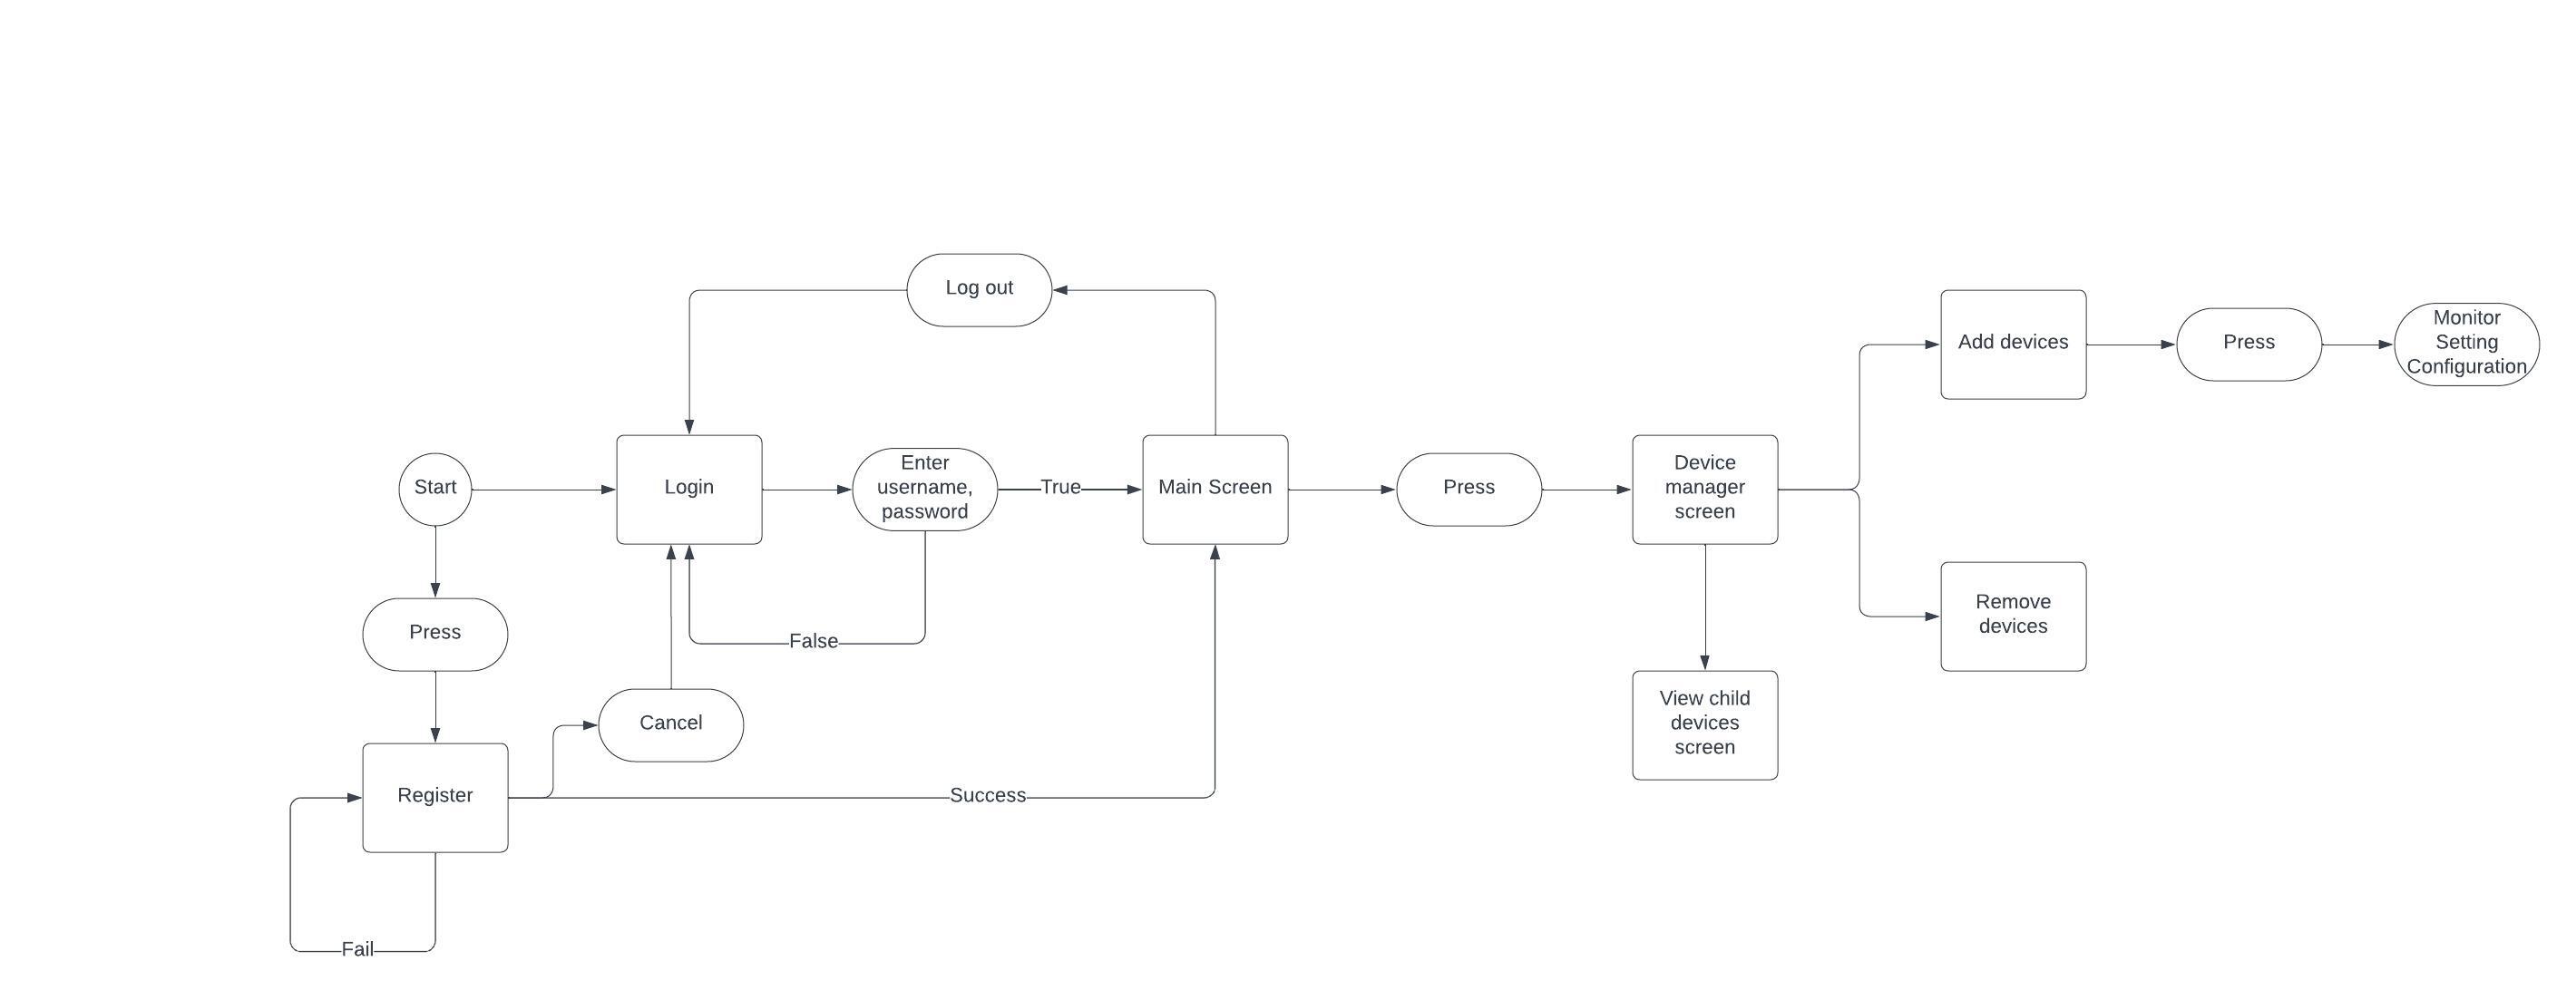 Log out
Add devices
Press
Monitor
Setting
Configuration
Start
Login
Enter
username,
password
True
Main Screen
Press
Device
manager
screen
Press
False
Remove
devices
Cancel
View child
devices
screen
Register
Success
Fail